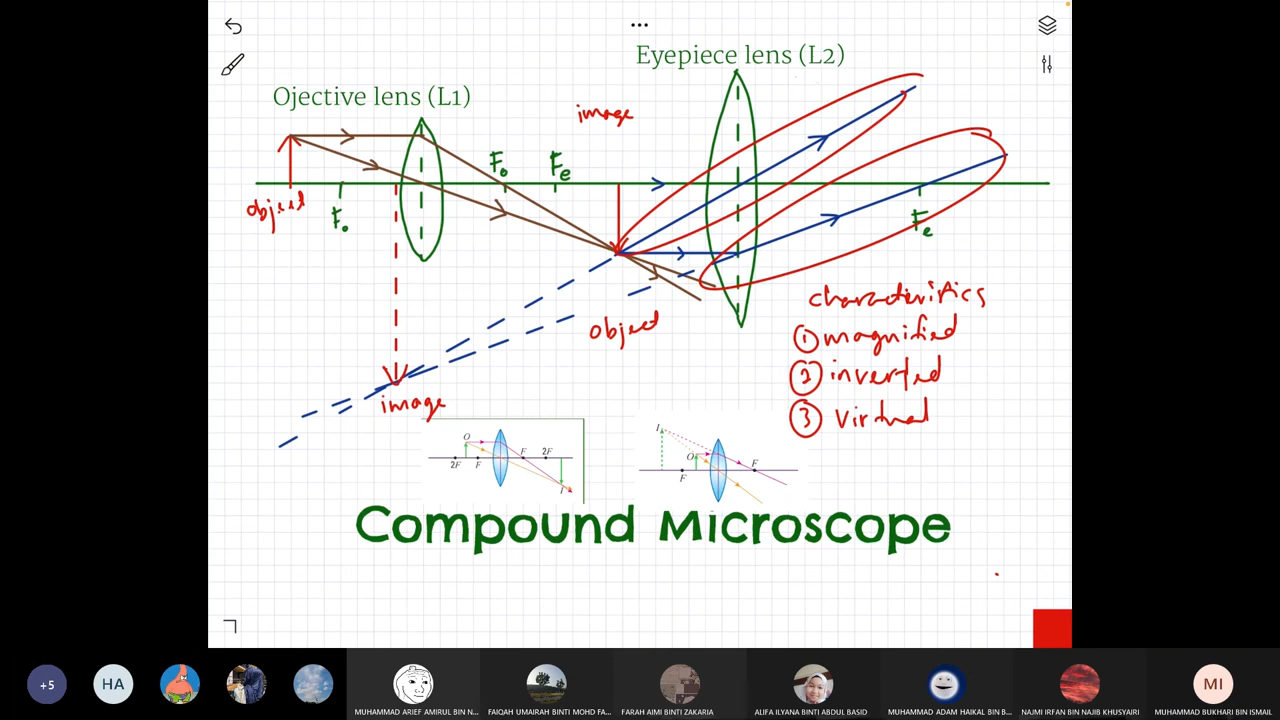 Eyepiece lens (L2)
Ojective lens (L1)
image
Fo
Fe
object
Fo
Fe
characteristics
① magnified
object
② inverted
image
③ virtual
O
F
2F
2F
F
I
I
O
F
F
Compound Microscope
+5
HA
MI
MUHAMMAD ARIEF AMIRUL BIN N...
FAIQAH UMAIRAH BINTI MOHD FA...
FARAH AIMI BINTI ZAKARIA
ALIFA ILYANA BINTI ABDUL BASID
MUHAMMAD ADAM HAIKAL BIN B...
NAJMI IRFAN BIN NAJIB KHUSYAIRI
MUHAMMAD BUKHARI BIN ISMAIL